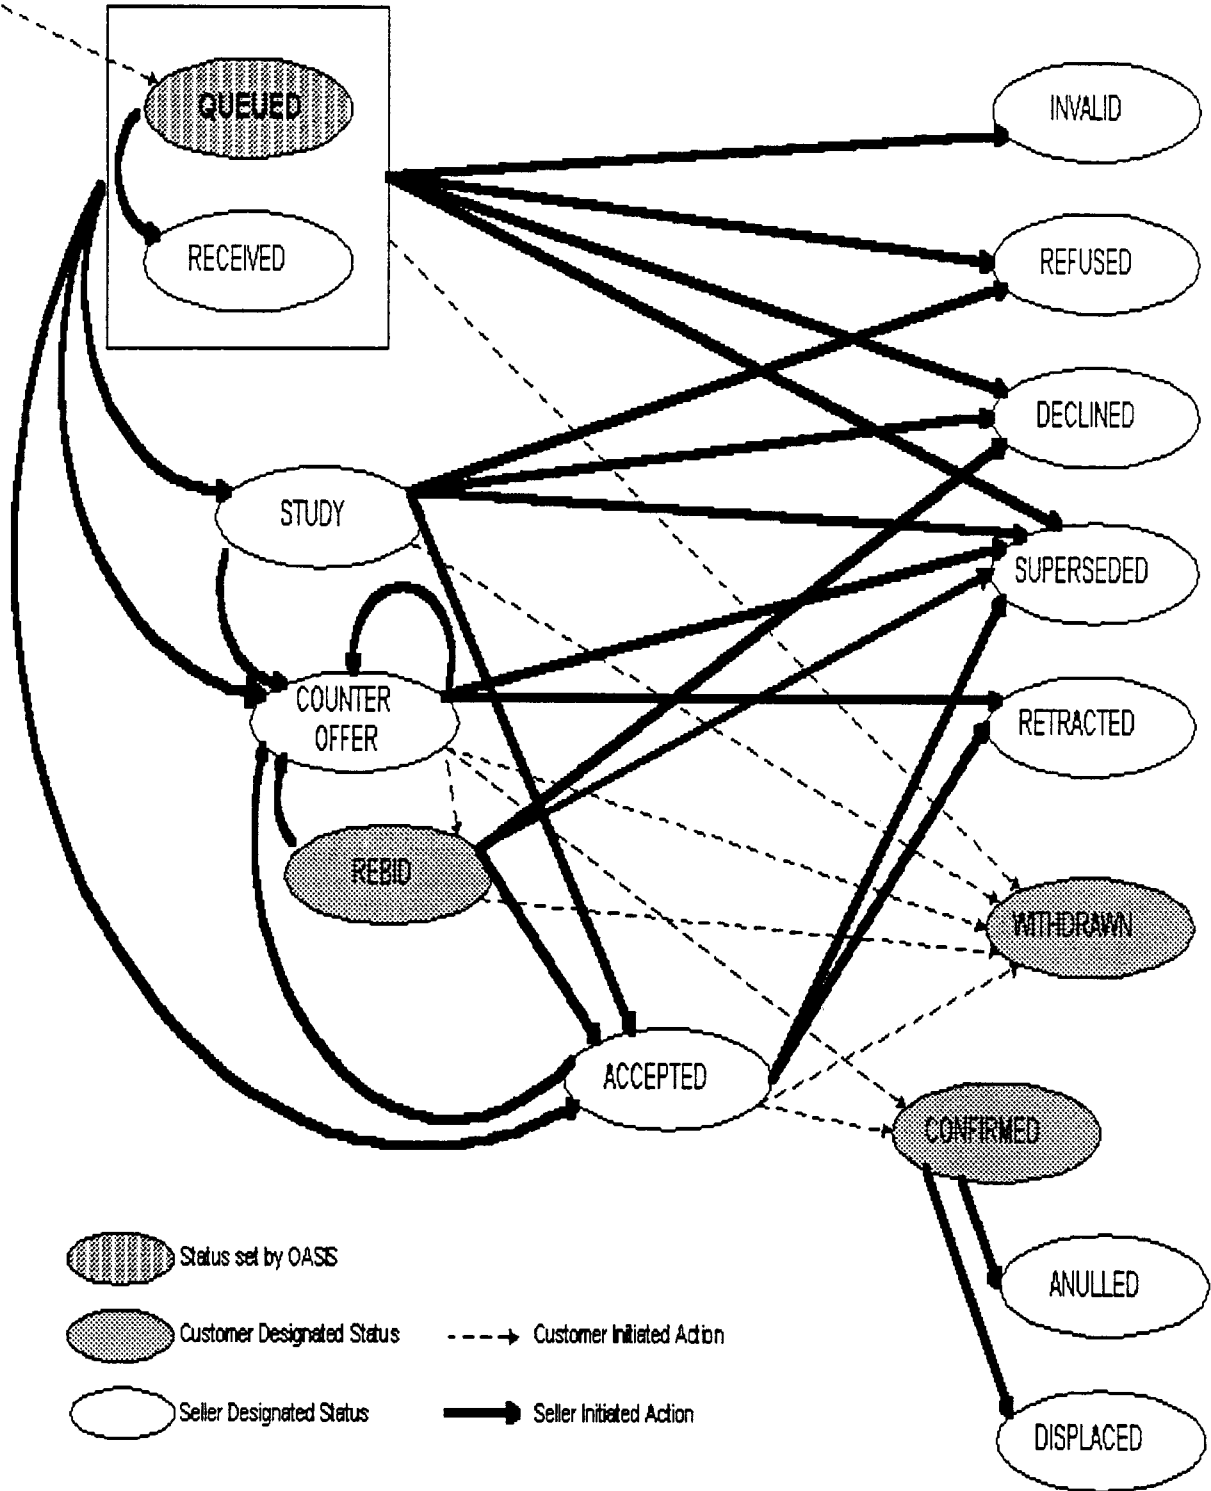 QUEUED
INVALID
RECEIVED
REFUSED
DECLINED
STUDY
SUPERSEDED
COUNTER
OFFER
RETRACTED
REBID
WITHDRAWN
ACCEPTED
CONFIRMED
Status set by OASIS
ANULLED
Customer Designated Status
Customer Initiated Action
Seller Designated Status
Seller Initiated Action
DISPLACED